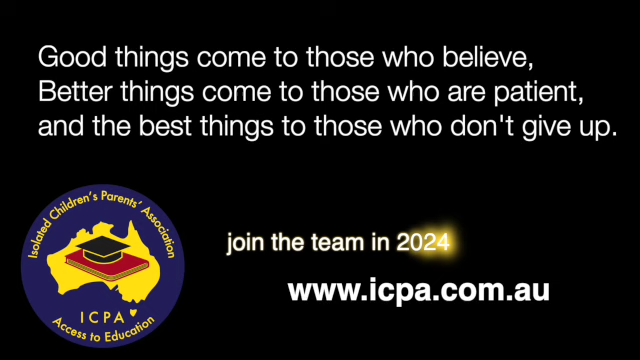 Good things come to those who believe,
Better things come to those who are patient,
and the best things to those who don't give up.
Isolated Children's Parents' Association
ICPA
Access to Education
join the team in 2024
www.icpa.com.au